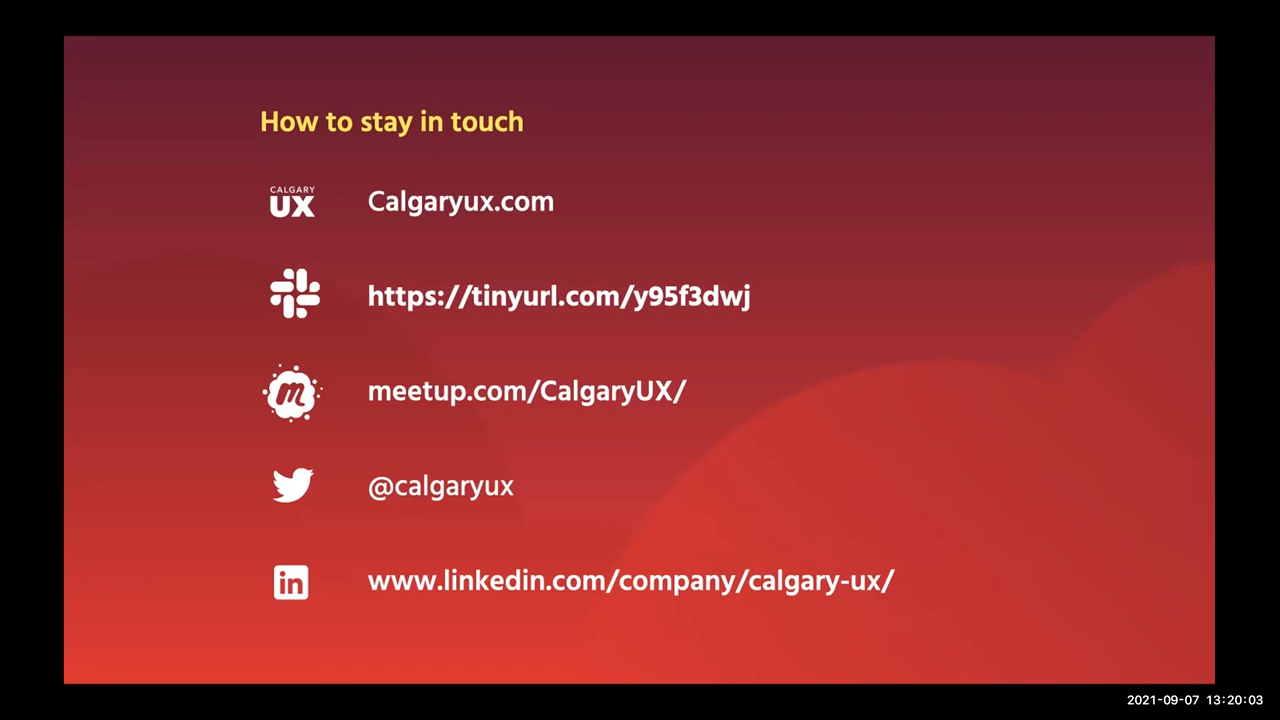 How to stay in touch
CALGARY
UX
Calgaryux.com
https://tinyurl.com/y95f3dwj
m
meetup.com/CalgaryUX/
@calgaryux
in
www.linkedin.com/company/calgary-ux/
2021-09-07 13:20:03